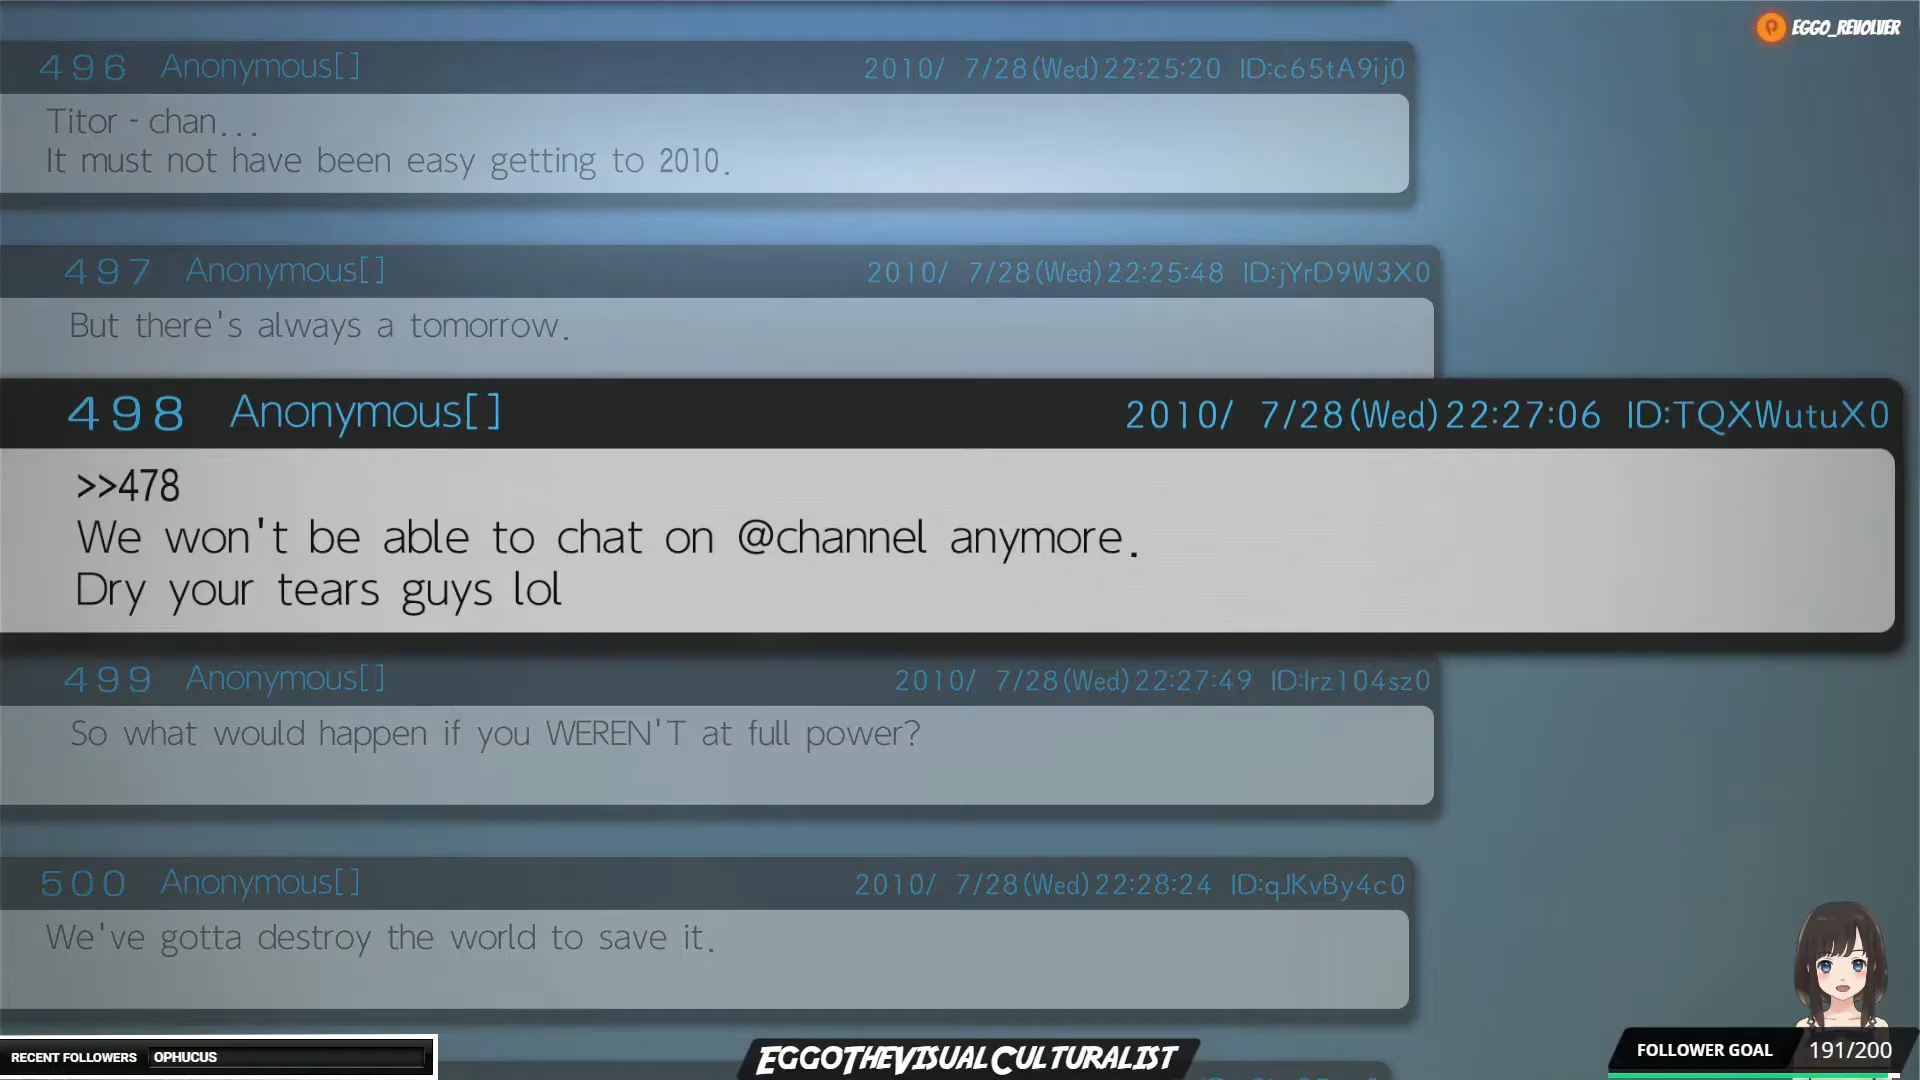 EGGO_REVOLVER
496 Anonymous[] 2010/ 7/28(Wed)22:25:20 ID:c65tA9ij0
Titor - chan...
It must not have been easy getting to 2010.
497 Anonymous[] 2010/ 7/28(Wed)22:25:48 ID:jYrD9W3X0
But there's always a tomorrow.
498 Anonymous[] 2010/ 7/28(Wed)22:27:06 ID:TQXWutuX0
>>478
We won't be able to chat on @channel anymore.
Dry your tears guys lol
499 Anonymous[] 2010/ 7/28(Wed)22:27:49 ID:lrz104sz0
So what would happen if you WEREN'T at full power?
500 Anonymous[] 2010/ 7/28(Wed)22:28:24 ID:qJKvBy4c0
We've gotta destroy the world to save it.
RECENT FOLLOWERS OPHUCUS
EGGOTHEVISUALCULTURALIST
FOLLOWER GOAL 191/200